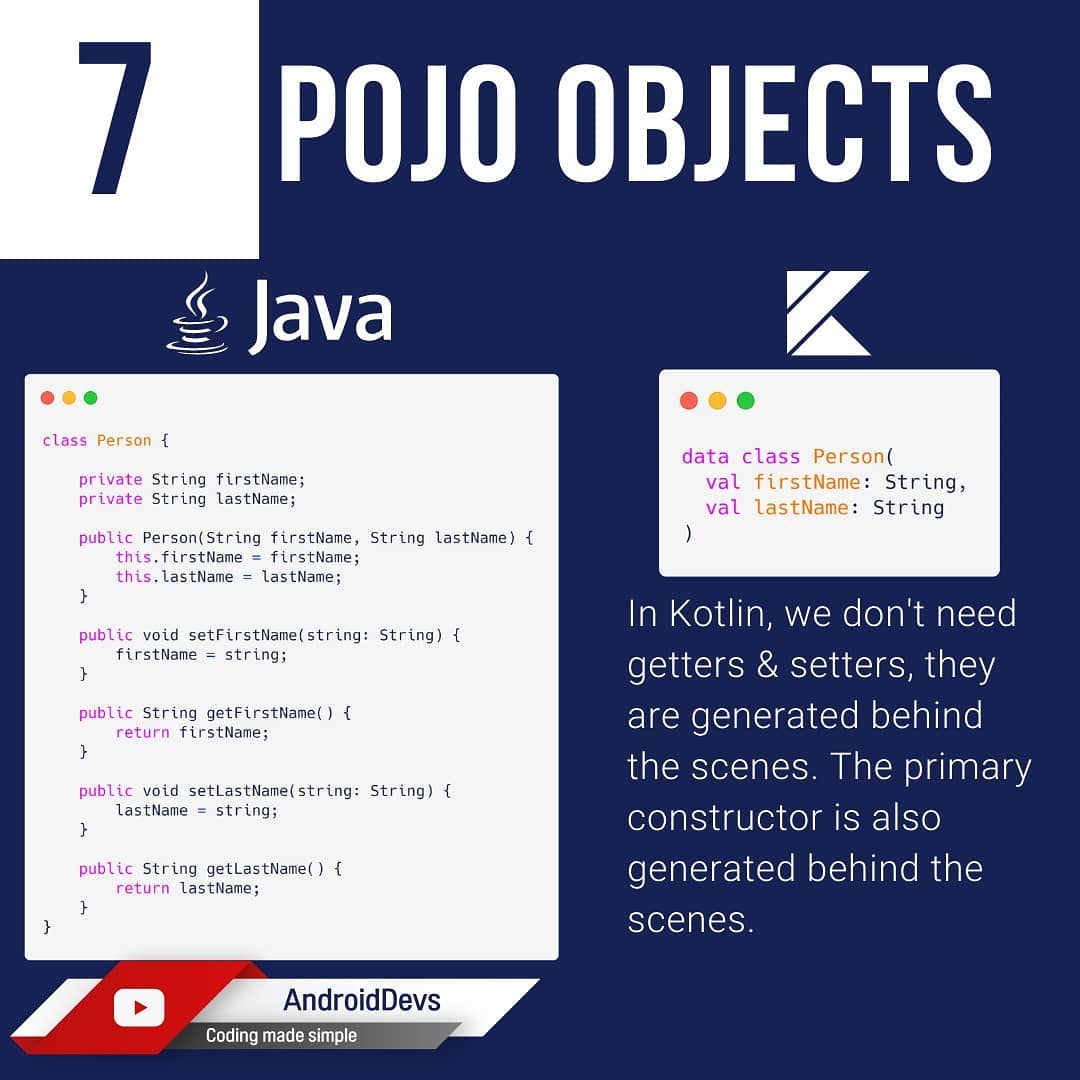 7
POJO OBJECTS
Java
class Person {
    private String firstName;
    private String lastName;
    public Person(String firstName, String lastName) {
        this.firstName = firstName;
        this.lastName = lastName;
    }
    public void setFirstName(string: String) {
        firstName = string;
    }
    public String getFirstName() {
        return firstName;
    }
    public void setLastName(string: String) {
        lastName = string;
    }
    public String getLastName() {
        return lastName;
    }
}
data class Person(
  val firstName: String,
  val lastName: String
)
In Kotlin, we don't need
getters & setters, they
are generated behind
the scenes. The primary
constructor is also
generated behind the
scenes.
AndroidDevs
Coding made simple